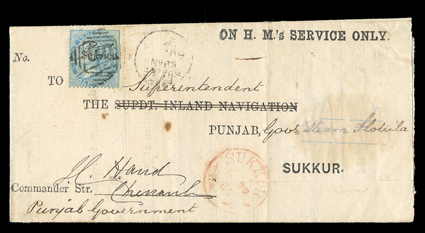 ON H. M.'s SERVICE ONLY.
No.
TO Superintendent
THE SUPDT. INLAND NAVIGATION
PUNJAB, Govt Steam Flotilla
SUKKUR.
Commander Str. Chenaub
Punjab Government